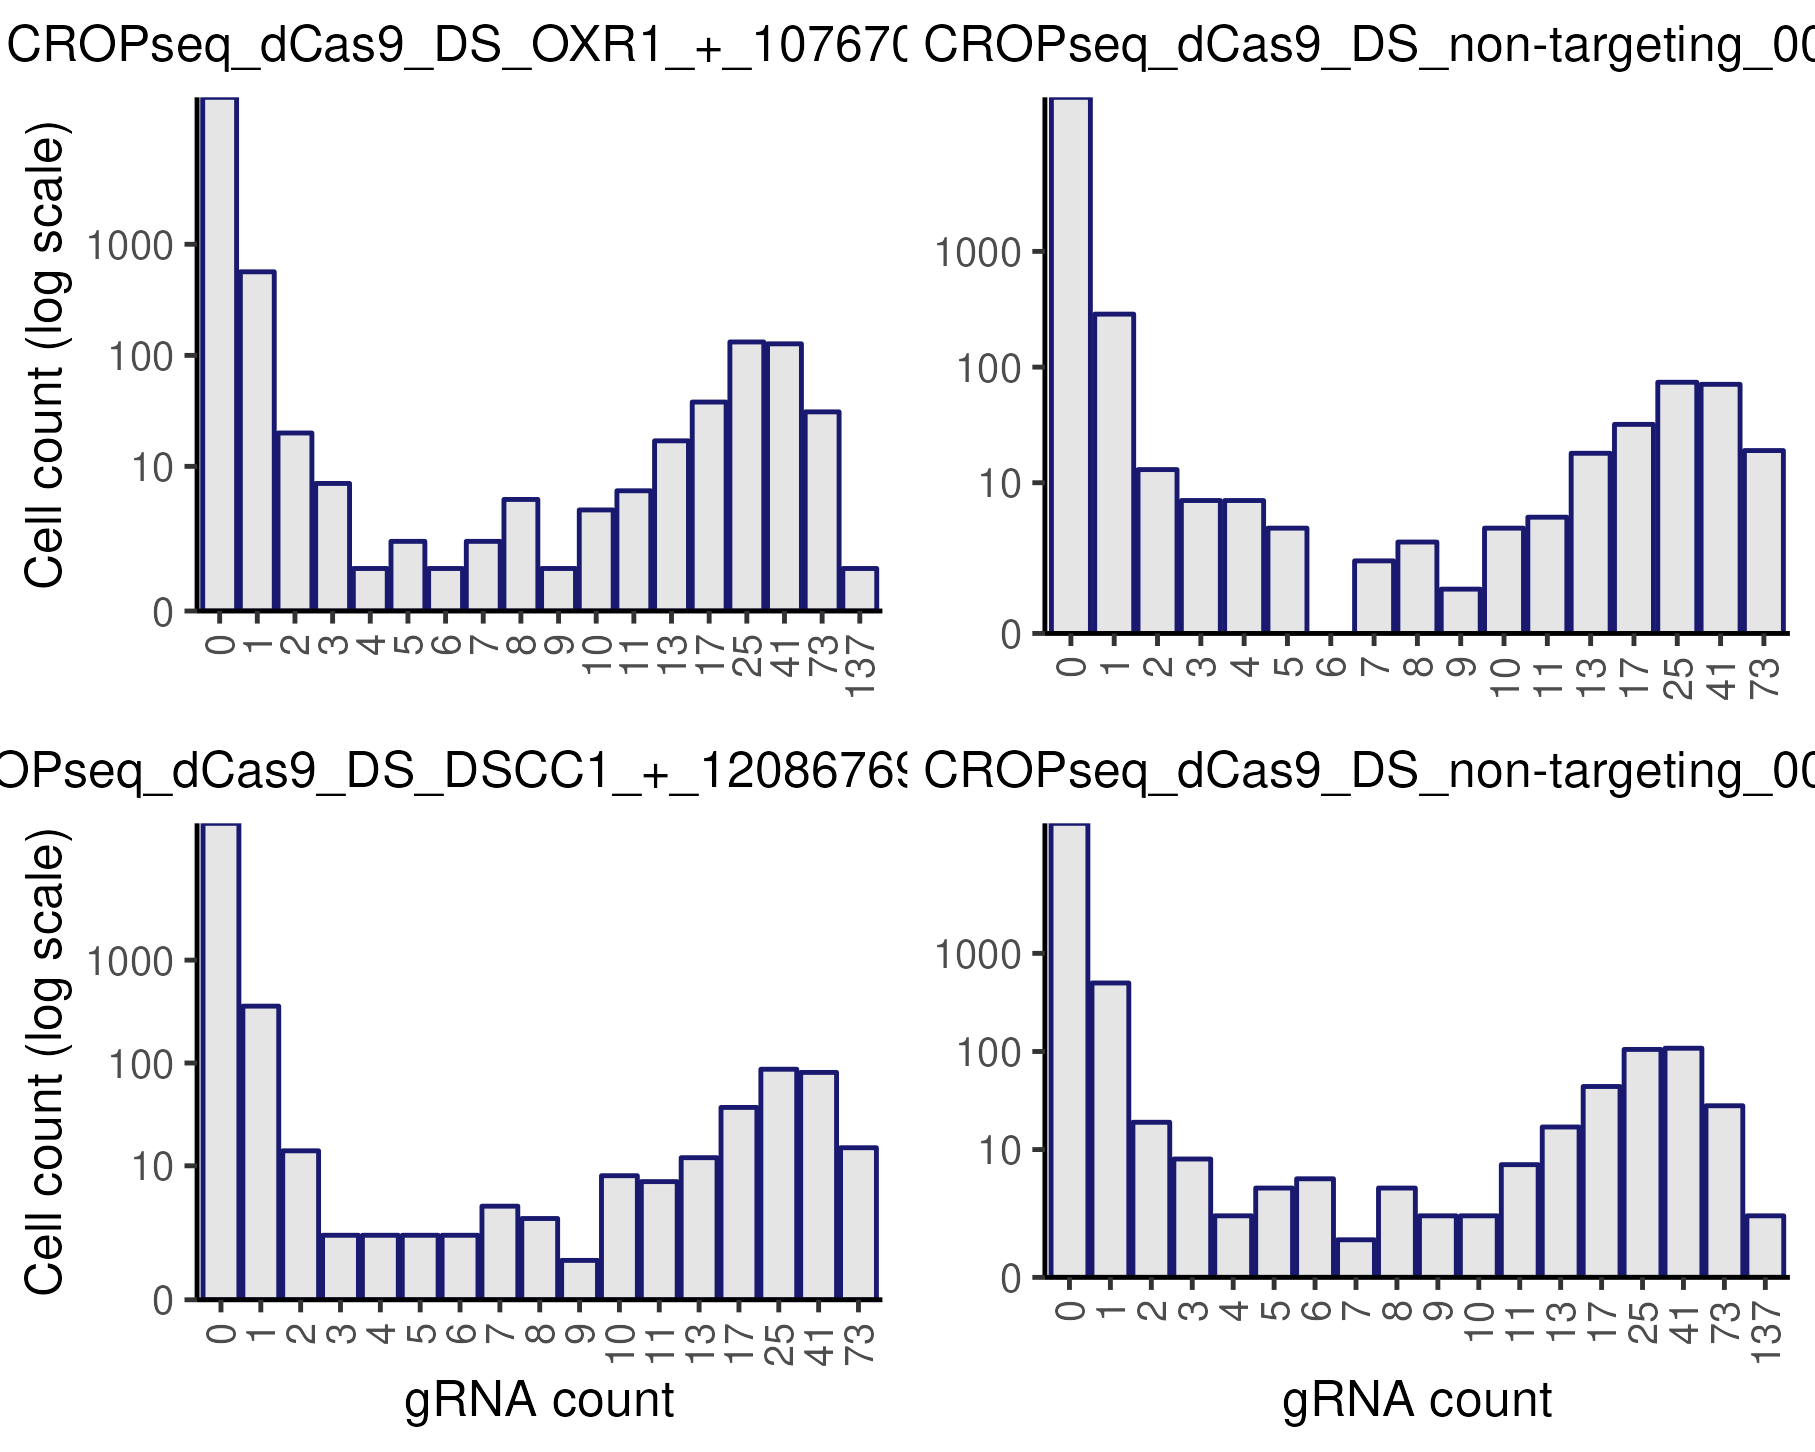 CROPseq_dCas9_DS_OXR1_+_10767
CROPseq_dCas9_DS_non-targeting_00
Cell count (log scale)
1000
100
10
0
0 1 2 3 4 5 6 7 8 9 10 11 13 17 25 41 73 137
1000
100
10
0
0 1 2 3 4 5 6 7 8 9 10 11 13 17 25 41 73
OPseq_dCas9_DS_DSCC1_+_12086769
CROPseq_dCas9_DS_non-targeting_00
Cell count (log scale)
1000
100
10
0
0 1 2 3 4 5 6 7 8 9 10 11 13 17 25 41 73
gRNA count
1000
100
10
0
0 1 2 3 4 5 6 7 8 9 10 11 13 17 25 41 73 137
gRNA count